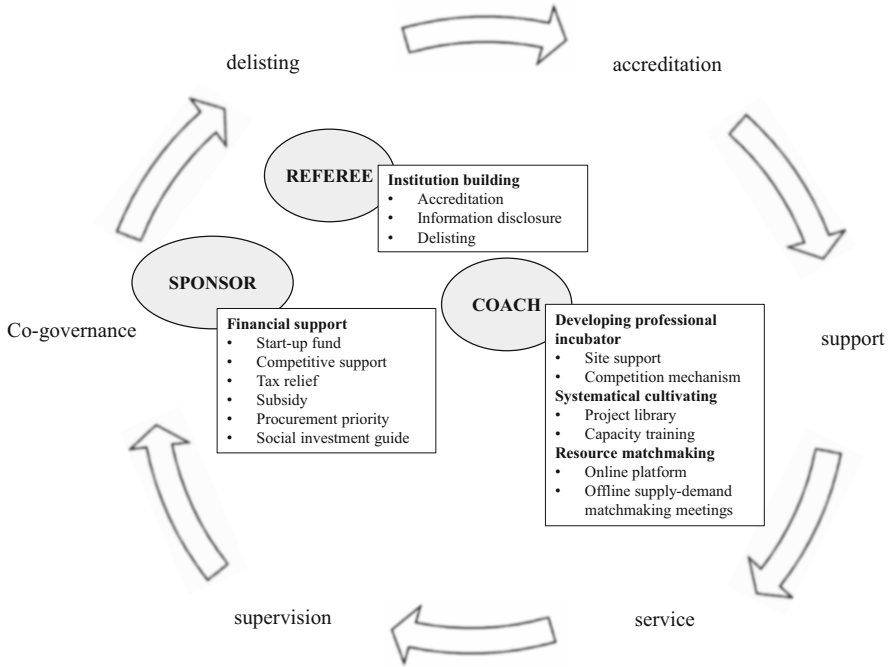 delisting
accreditation
REFEREE
Institution building
• Accreditation
• Information disclosure
• Delisting
SPONSOR
COACH
Co-governance
Financial support
• Start-up fund
• Competitive support
• Tax relief
• Subsidy
• Procurement priority
• Social investment guide
Developing professional
incubator
• Site support
• Competition mechanism
Systematical cultivating
• Project library
• Capacity training
Resource matchmaking
• Online platform
• Offline supply-demand
matchmaking meetings
support
supervision
service